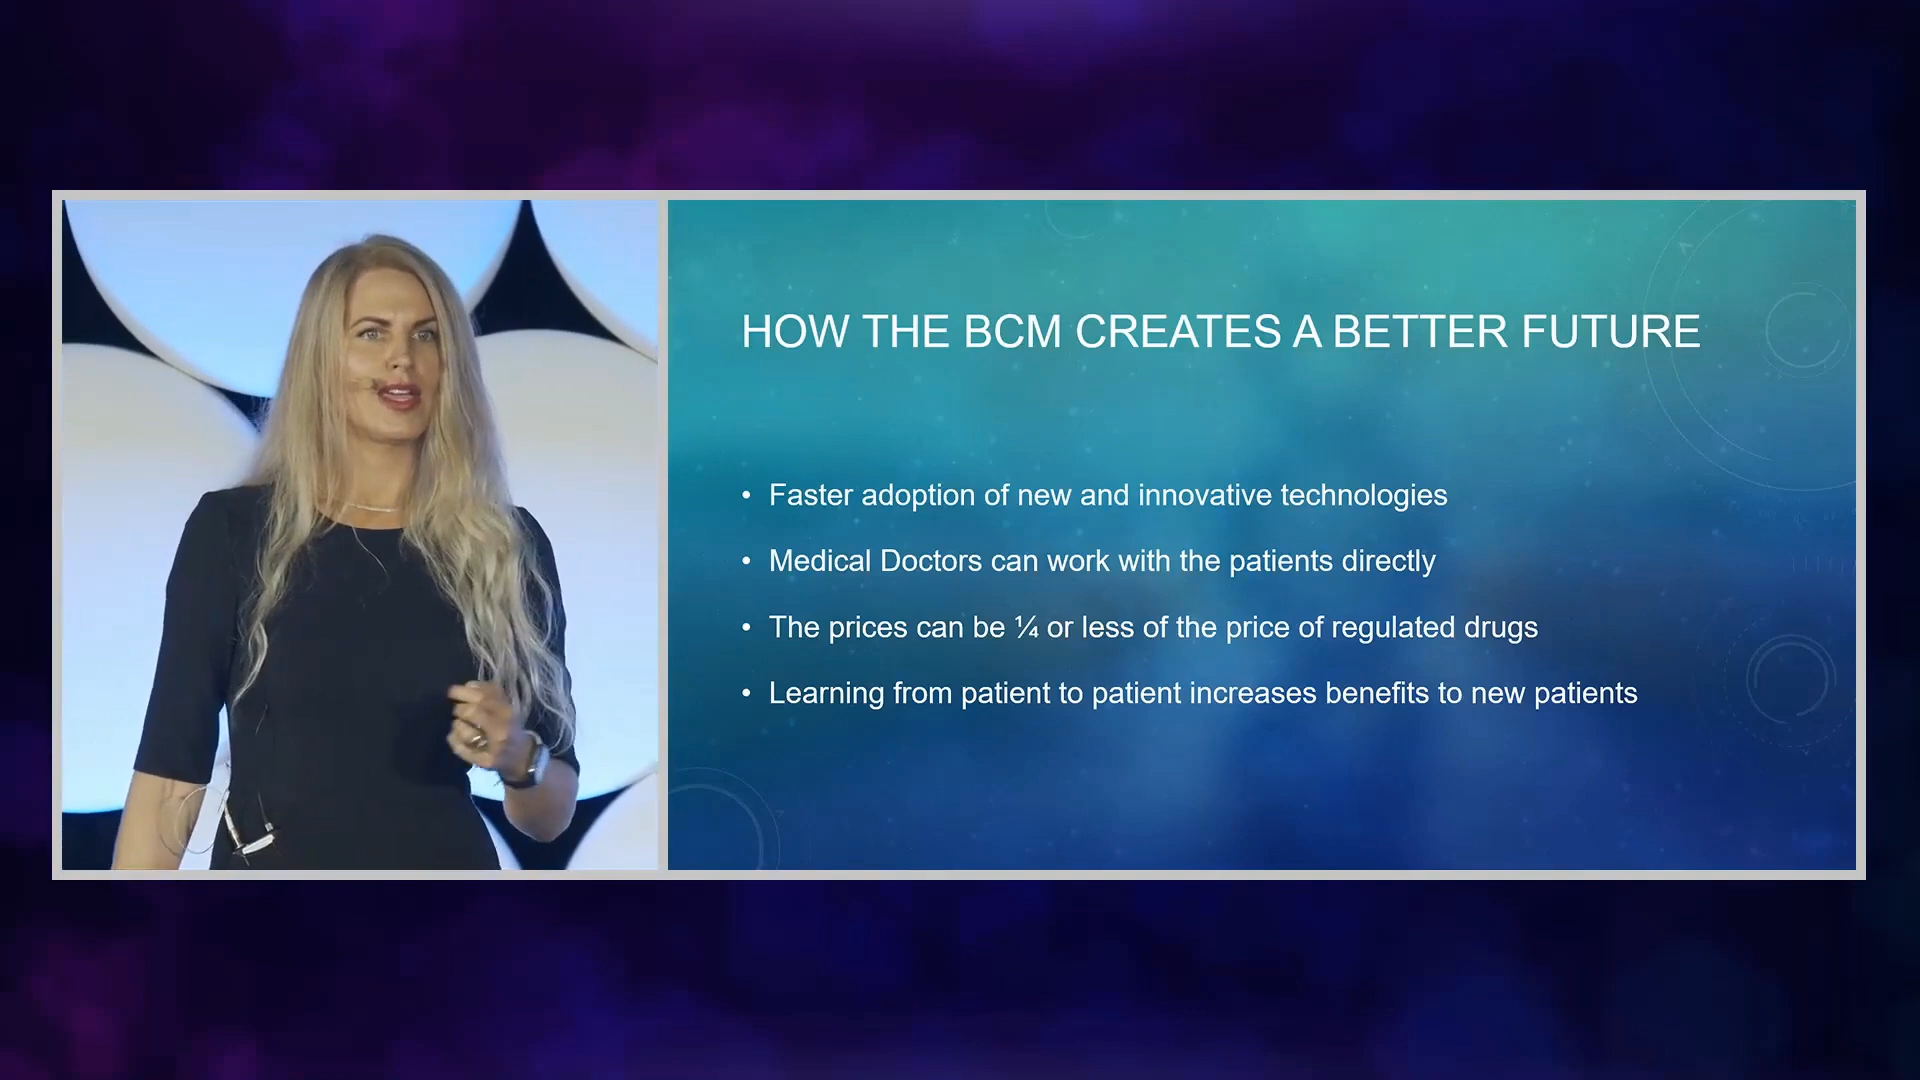 HOW THE BCM CREATES A BETTER FUTURE
• Faster adoption of new and innovative technologies
• Medical Doctors can work with the patients directly
• The prices can be ¼ or less of the price of regulated drugs
• Learning from patient to patient increases benefits to new patients